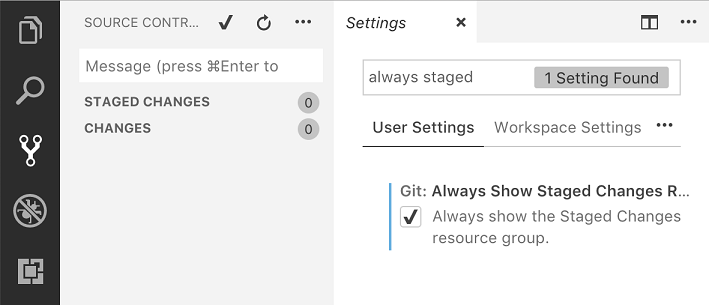 SOURCE CONTR...
Message (press ⌘Enter to
STAGED CHANGES 0
CHANGES 0
Settings
always staged 1 Setting Found
User Settings Workspace Settings
Git: Always Show Staged Changes R...
Always show the Staged Changes
resource group.